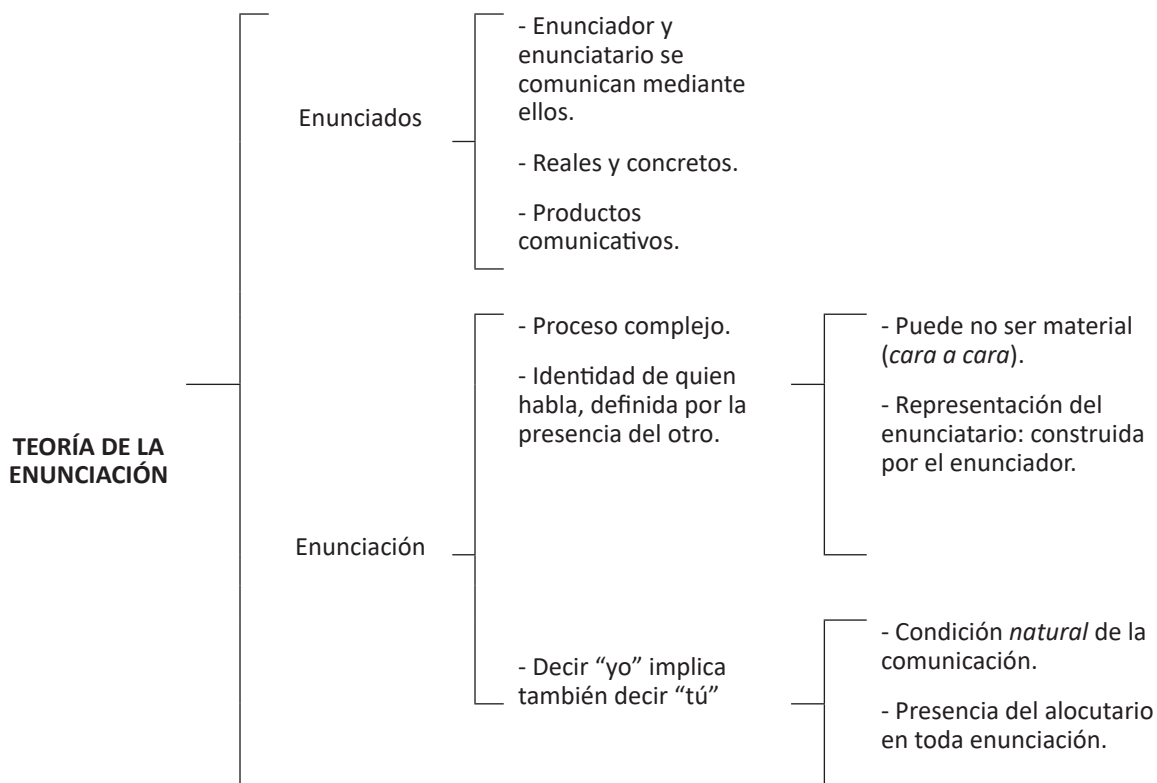 TEORÍA DE LA
ENUNCIACIÓN
Enunciados
- Enunciador y
enunciatario se
comunican mediante
ellos.
- Reales y concretos.
- Productos
comunicativos.
Enunciación
- Proceso complejo.
- Identidad de quien
habla, definida por la
presencia del otro.
- Puede no ser material
(cara a cara).
- Representación del
enunciatario: construida
por el enunciador.
- Decir “yo” implica
también decir “tú”
- Condición natural de la
comunicación.
- Presencia del alocutario
en toda enunciación.